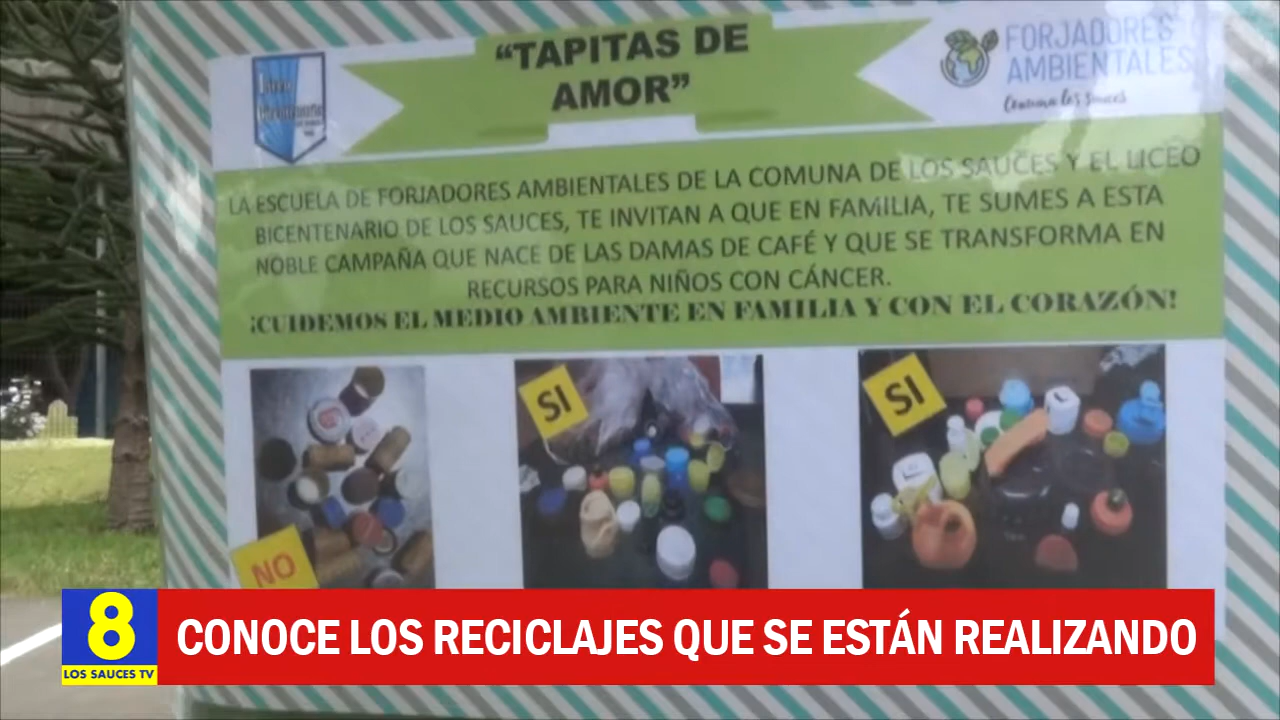 "TAPITAS DE
AMOR"
FORJADORES
AMBIENTALES
Comuna Los Sauces
LA ESCUELA DE FORJADORES AMBIENTALES DE LA COMUNA DE LOS SAUCES Y EL LICEO
BICENTENARIO DE LOS SAUCES, TE INVITAN A QUE EN FAMILIA, TE SUMES A ESTA
NOBLE CAMPAÑA QUE NACE DE LAS DAMAS DE CAFÉ Y QUE SE TRANSFORMA EN
RECURSOS PARA NIÑOS CON CÁNCER.
¡CUIDEMOS EL MEDIO AMBIENTE EN FAMILIA Y CON EL CORAZÓN!
NO
SI
SI
8
LOS SAUCES TV
CONOCE LOS RECICLAJES QUE SE ESTÁN REALIZANDO